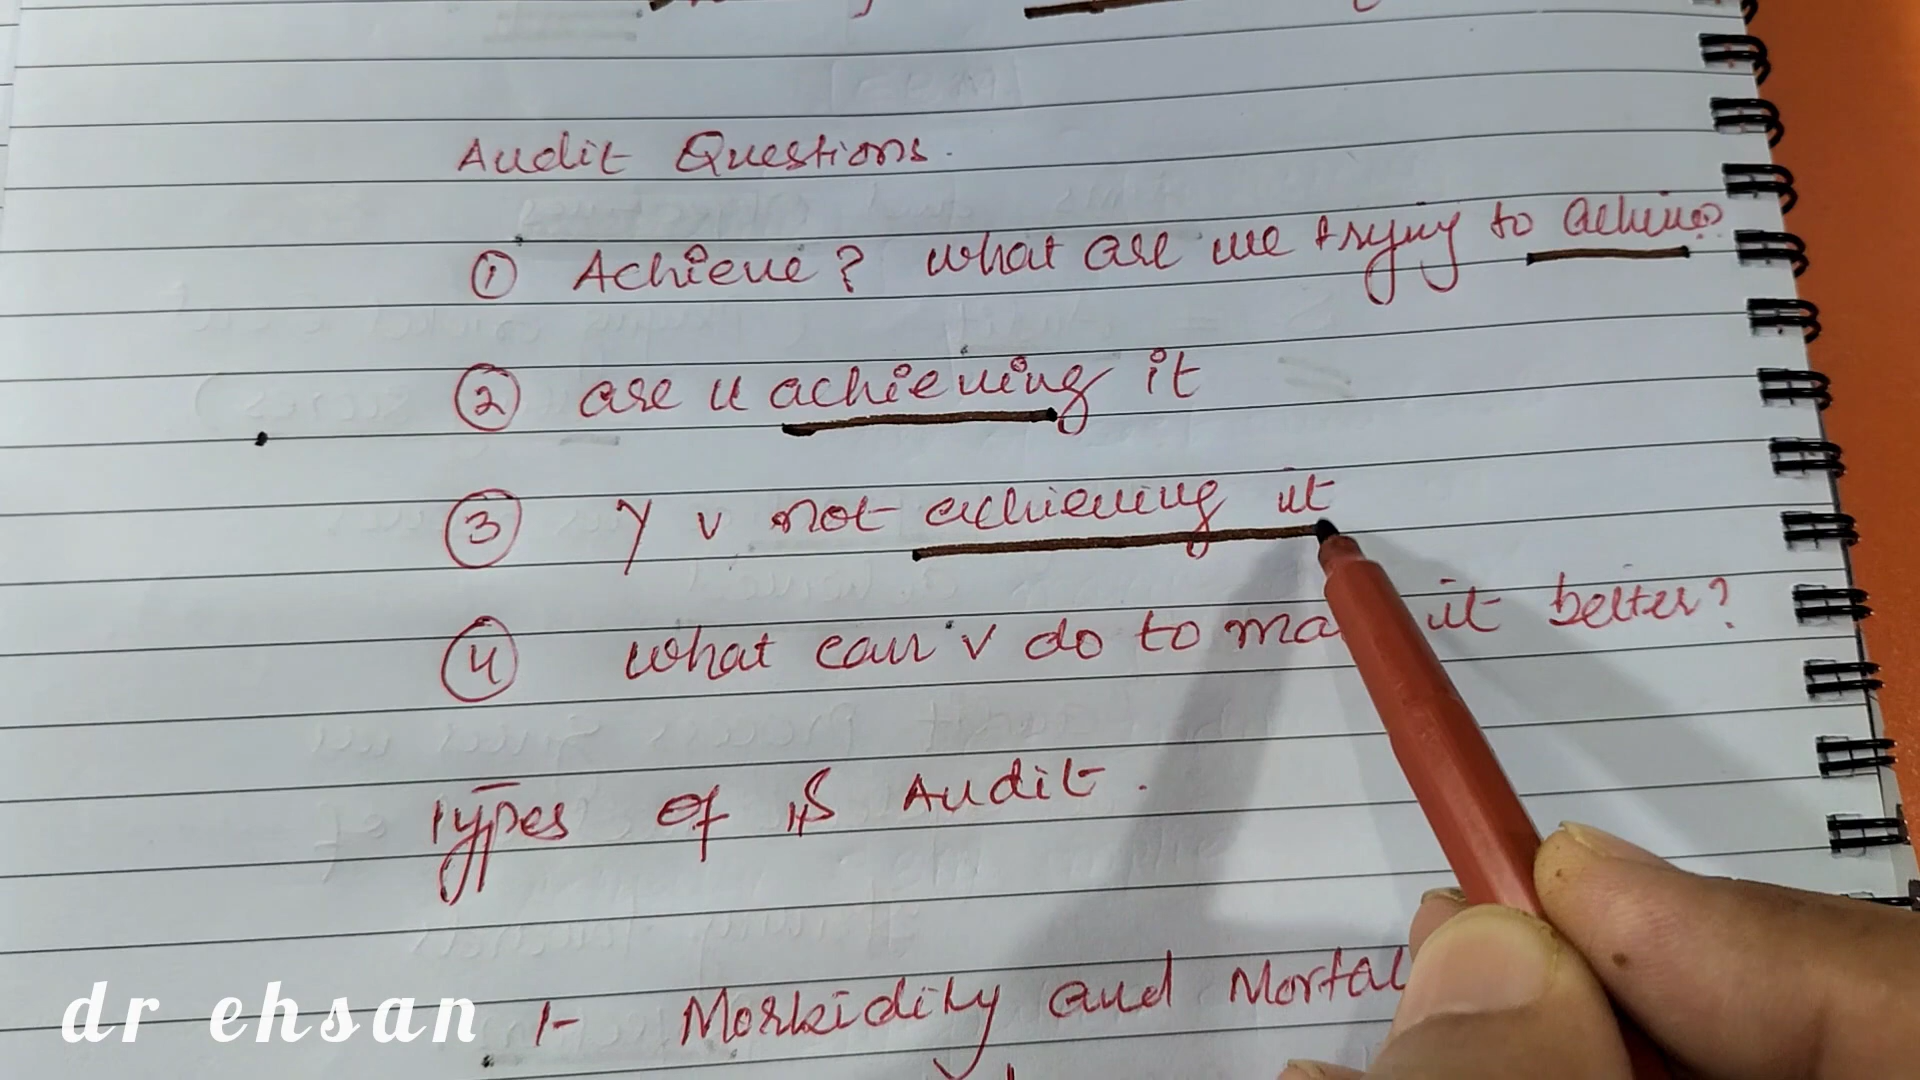 Audit Questions.
① Achieve? what are we trying to achieve?
② are u achieving it
③ y v not achieving it
④ what can v do to ma it better?
Types of Audit.
1- Morbidity and Mortal
dr ehsan